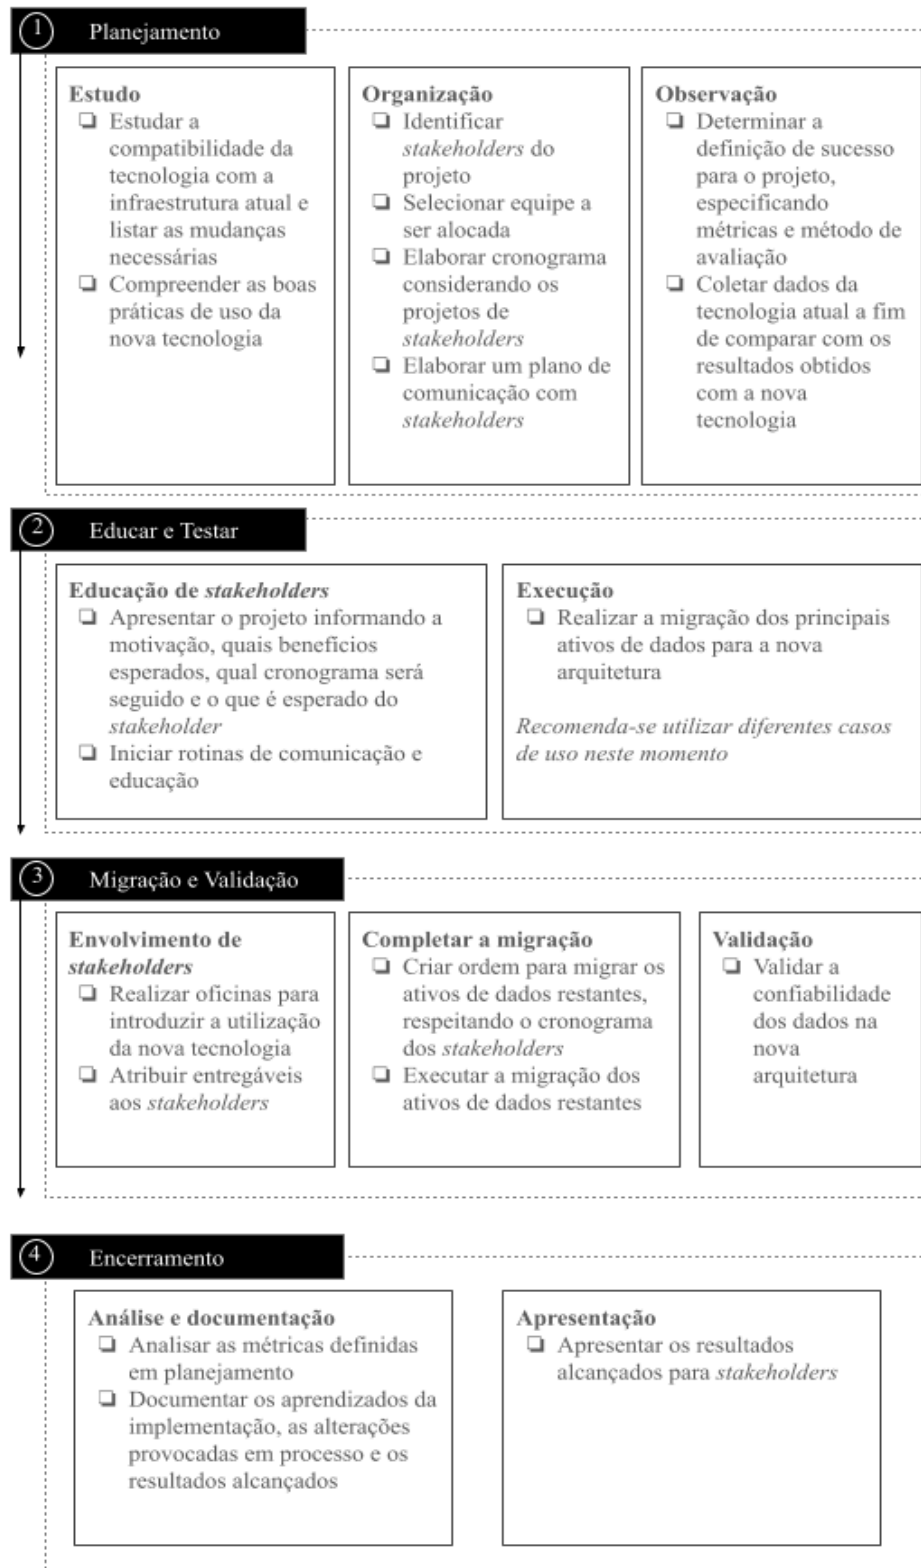 1 Planejamento
Estudo
❏ Estudar a
compatibilidade da
tecnologia com a
infraestrutura atual e
listar as mudanças
necessárias
❏ Compreender as boas
práticas de uso da
nova tecnologia
Organização
❏ Identificar
stakeholders do
projeto
❏ Selecionar equipe a
ser alocada
❏ Elaborar cronograma
considerando os
projetos de
stakeholders
❏ Elaborar um plano de
comunicação com
stakeholders
Observação
❏ Determinar a
definição de sucesso
para o projeto,
especificando
métricas e método de
avaliação
❏ Coletar dados da
tecnologia atual a fim
de comparar com os
resultados obtidos
com a nova
tecnologia
2 Educar e Testar
Educação de stakeholders
❏ Apresentar o projeto informando a
motivação, quais benefícios
esperados, qual cronograma será
seguido e o que é esperado do
stakeholder
❏ Iniciar rotinas de comunicação e
educação
Execução
❏ Realizar a migração dos principais
ativos de dados para a nova
arquitetura
Recomenda-se utilizar diferentes casos
de uso neste momento
3 Migração e Validação
Envolvimento de
stakeholders
❏ Realizar oficinas para
introduzir a utilização
da nova tecnologia
❏ Atribuir entregáveis
aos stakeholders
Completar a migração
❏ Criar ordem para migrar os
ativos de dados restantes,
respeitando o cronograma
dos stakeholders
❏ Executar a migração dos
ativos de dados restantes
Validação
❏ Validar a
confiabilidade
dos dados na
nova
arquitetura
4 Encerramento
Análise e documentação
❏ Analisar as métricas definidas
em planejamento
❏ Documentar os aprendizados da
implementação, as alterações
provocadas em processo e os
resultados alcançados
Apresentação
❏ Apresentar os resultados
alcançados para stakeholders